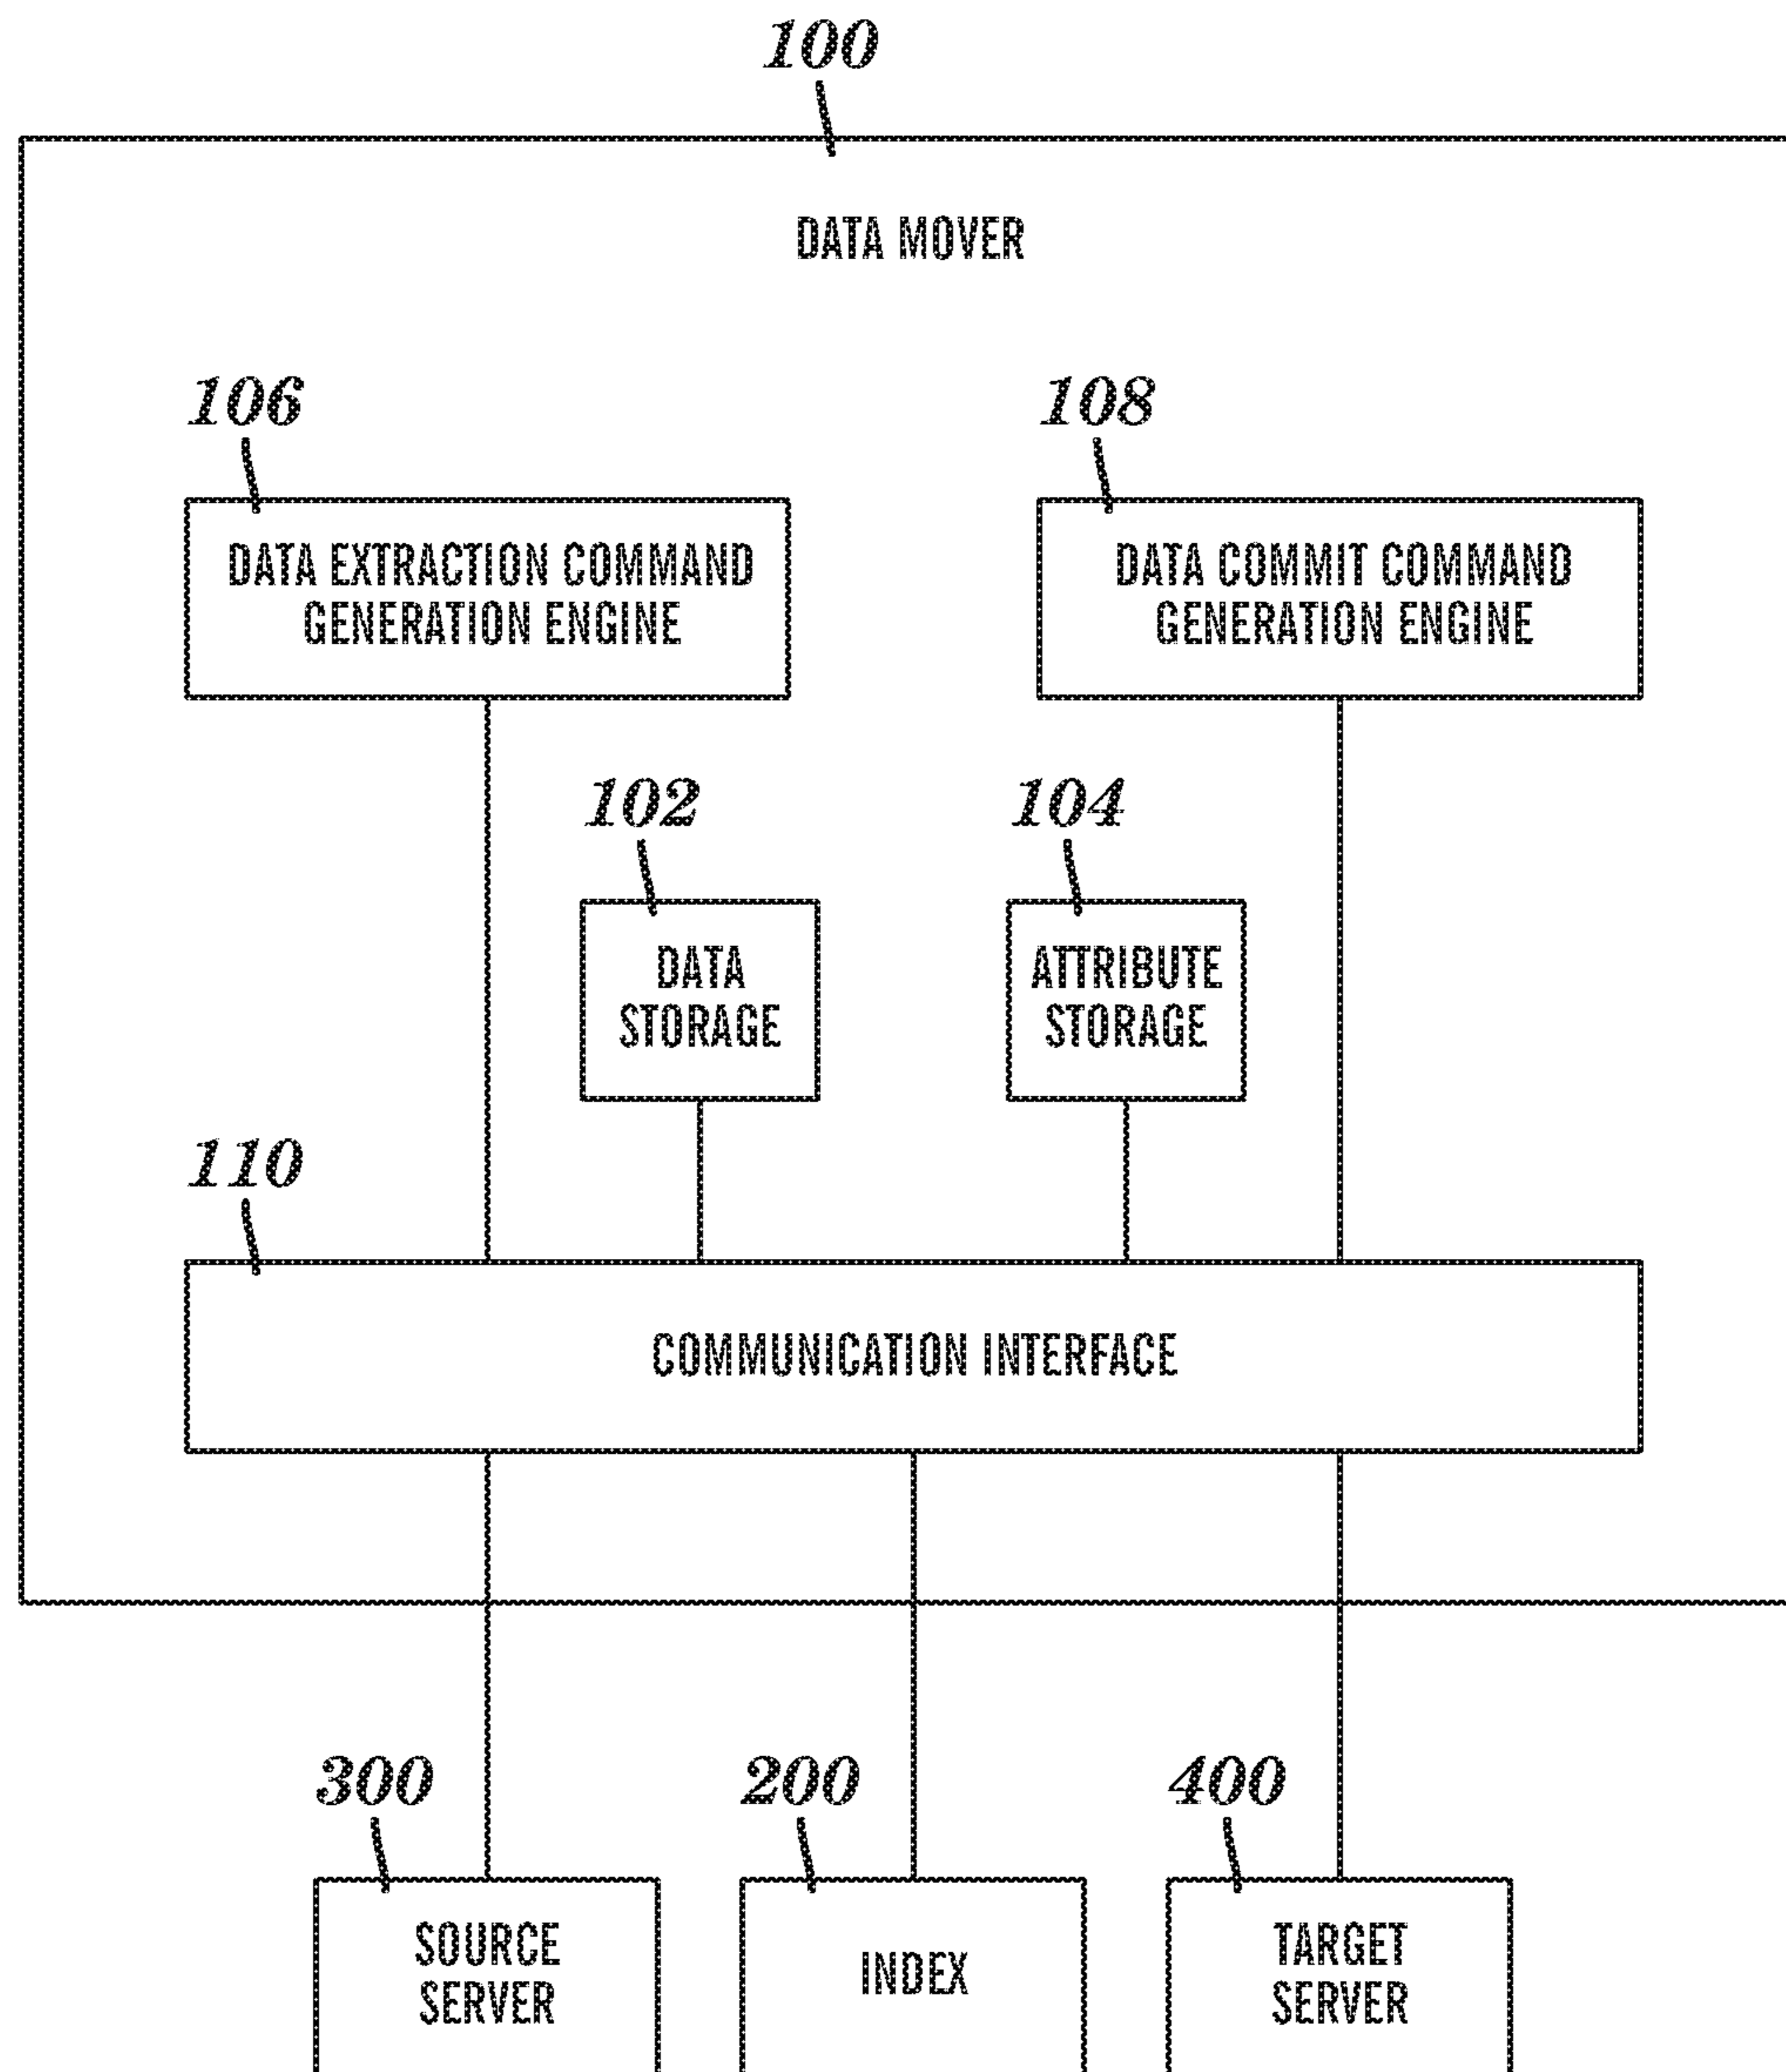 100
DATA MOVER
106
108
DATA EXTRACTION COMMAND
GENERATION ENGINE
DATA COMMIT COMMAND
GENERATION ENGINE
102
104
DATA
STORAGE
ATTRIBUTE
STORAGE
110
COMMUNICATION INTERFACE
300
200
400
SOURCE
SERVER
INDEX
TARGET
SERVER